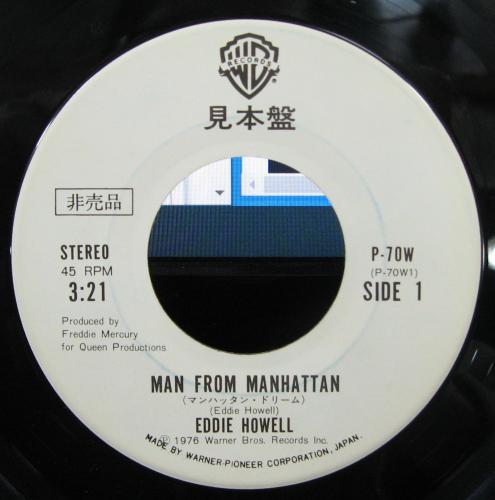 WB
RECORDS
®
見本盤
非売品
STEREO
45 RPM
3:21
P-70W
(P-70W1)
SIDE 1
Produced by
Freddie Mercury
for Queen Productions
MAN FROM MANHATTAN
(マンハッタン・ドリーム)
(Eddie Howell)
EDDIE HOWELL
℗ 1976 Warner Bros. Records Inc.
MADE BY WARNER-PIONEER CORPORATION, JAPAN.